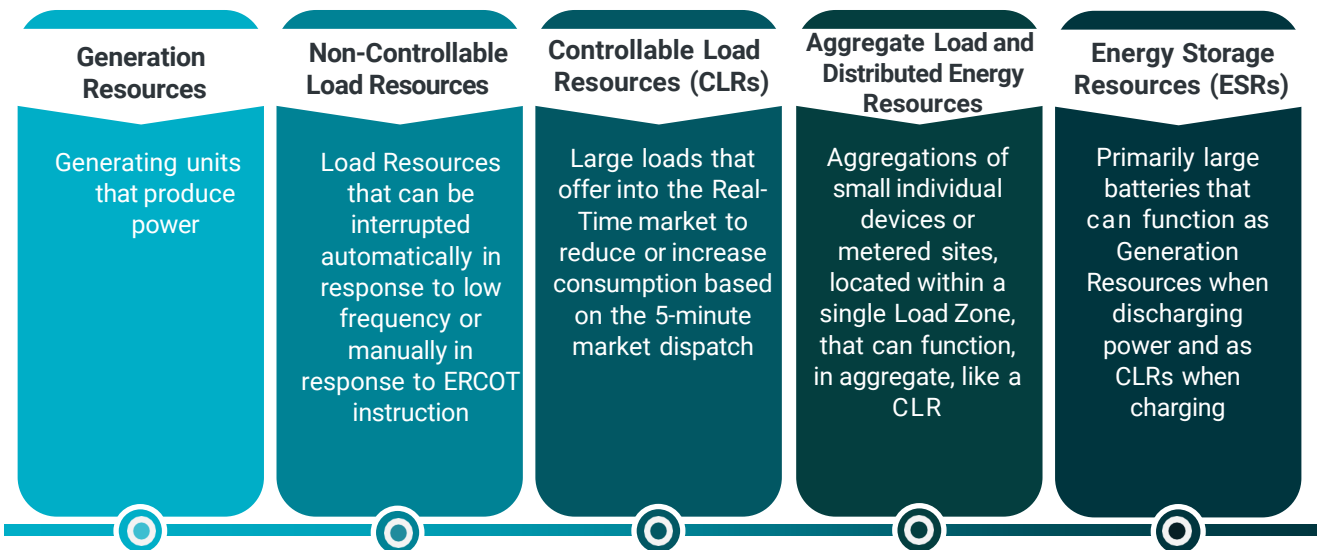 Generation
Resources
Generating units
that produce
power
Non-Controllable
Load Resources
Load Resources
that can be
interrupted
automatically in
response to low
frequency or
manually in
response to ERCOT
instruction
Controllable Load
Resources (CLRs)
Large loads that
offer into the Real-
Time market to
reduce or increase
consumption based
on the 5-minute
market dispatch
Aggregate Load and
Distributed Energy
Resources
Aggregations of
small individual
devices or
metered sites,
located within a
single Load Zone,
that can function,
in aggregate, like a
CLR
Energy Storage
Resources (ESRs)
Primarily large
batteries that
can function as
Generation
Resources when
discharging
power and as
CLRs when
charging